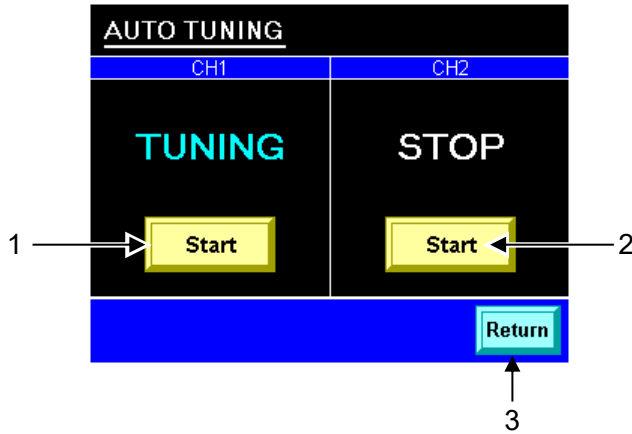 AUTO TUNING
CH1 CH2
TUNING STOP
1 Start Start 2
Return
3